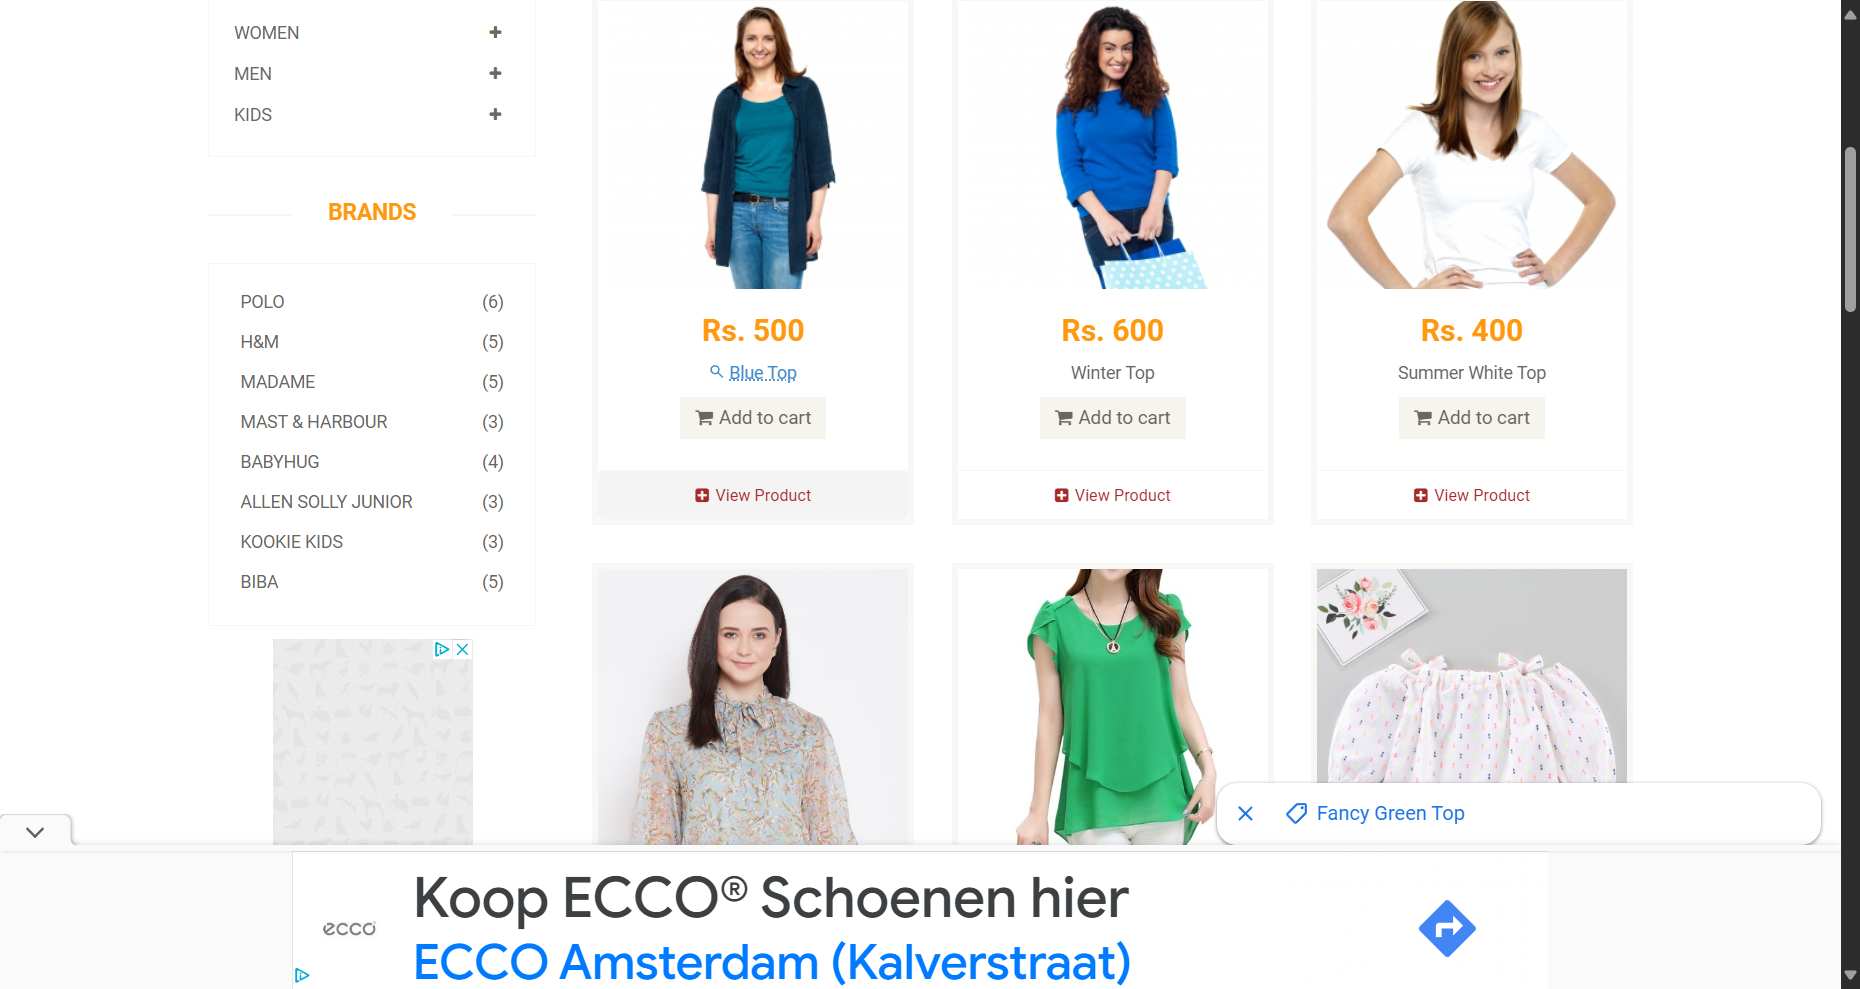 WOMEN
MEN
KIDS
BRANDS
POLO (6)
H&M (5)
MADAME (5)
MAST & HARBOUR (3)
BABYHUG (4)
ALLEN SOLLY JUNIOR (3)
KOOKIE KIDS (3)
BIBA (5)
Rs. 500
Blue Top
Add to cart
View Product
Rs. 600
Winter Top
Add to cart
View Product
Rs. 400
Summer White Top
Add to cart
View Product
Fancy Green Top
ecco
Koop ECCO® Schoenen hier
ECCO Amsterdam (Kalverstraat)